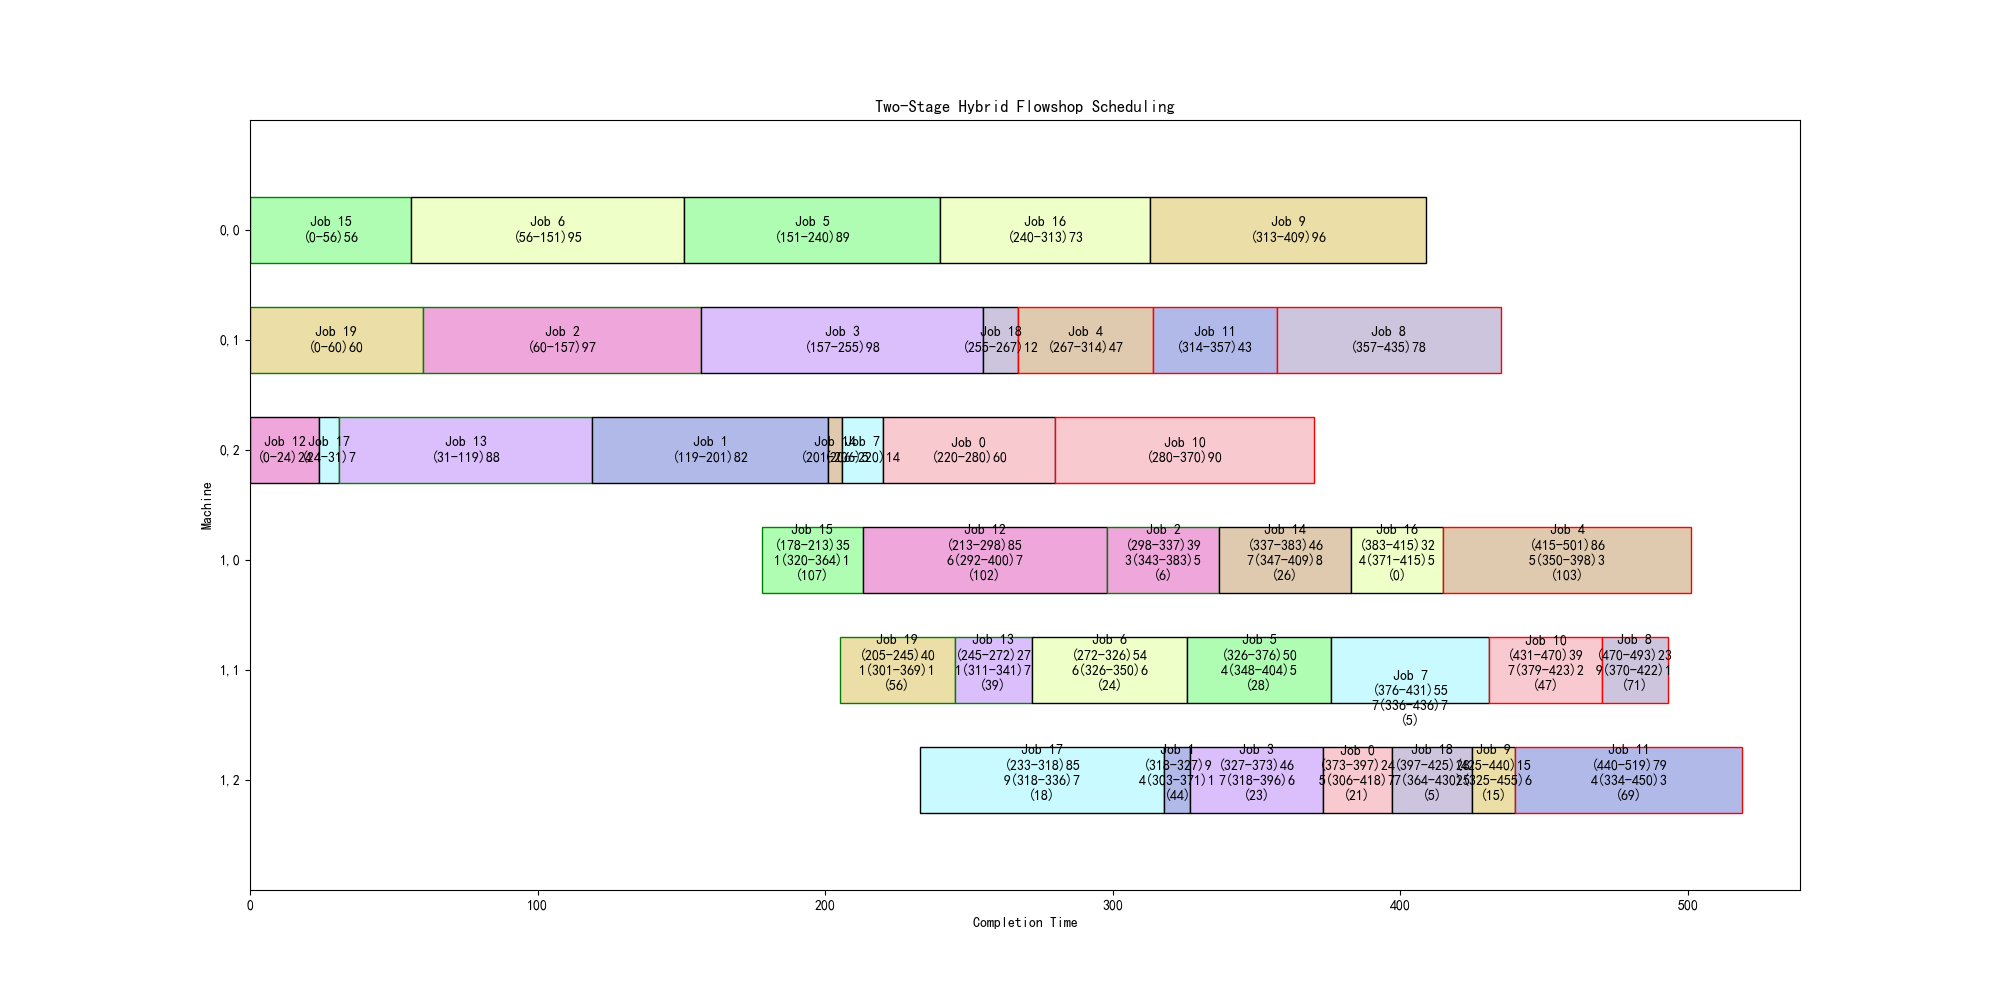 Two-Stage Hybrid Flowshop Scheduling
0,0
Job 15
(0-56)56
Job 6
(56-151)95
Job 5
(151-240)89
Job 16
(240-313)73
Job 9
(313-409)96
0,1
Job 19
(0-60)60
Job 2
(60-157)97
Job 3
(157-255)98
Job 18
(255-267)12
Job 4
(267-314)47
Job 11
(314-357)43
Job 8
(357-435)78
0,2
Job 12
(0-24)24
Job 17
(24-31)7
Job 13
(31-119)88
Job 1
(119-201)82
Job 14
(201-206)5
Job 7
(206-220)14
Job 0
(220-280)60
Job 10
(280-370)90
1,0
Job 15
(178-213)35
1(320-364)1
(107)
Job 12
(213-298)85
6(292-400)7
(102)
Job 2
(298-337)39
3(343-383)5
(6)
Job 14
(337-383)46
7(347-409)8
(26)
Job 16
(383-415)32
4(371-415)5
(0)
Job 4
(415-501)86
5(350-398)3
(103)
1,1
Job 19
(205-245)40
1(301-369)1
(56)
Job 13
(245-272)27
1(311-341)7
(39)
Job 6
(272-326)54
6(326-350)6
(24)
Job 5
(326-376)50
4(348-404)5
(28)
Job 7
(376-431)55
7(336-436)7
(5)
Job 10
(431-470)39
7(379-423)2
(47)
Job 8
(470-493)23
9(370-422)1
(71)
1,2
Job 17
(233-318)85
9(318-336)7
(18)
Job 1
(318-327)9
4(303-371)1
(44)
Job 3
(327-373)46
7(318-396)6
(23)
Job 0
(373-397)24
5(306-418)7
(21)
Job 18
(397-425)28
7(364-430)5
(5)
Job 9
(425-440)15
(325-455)6
(15)
Job 11
(440-519)79
4(334-450)3
(69)
Machine
0
100
200
300
400
500
Completion Time